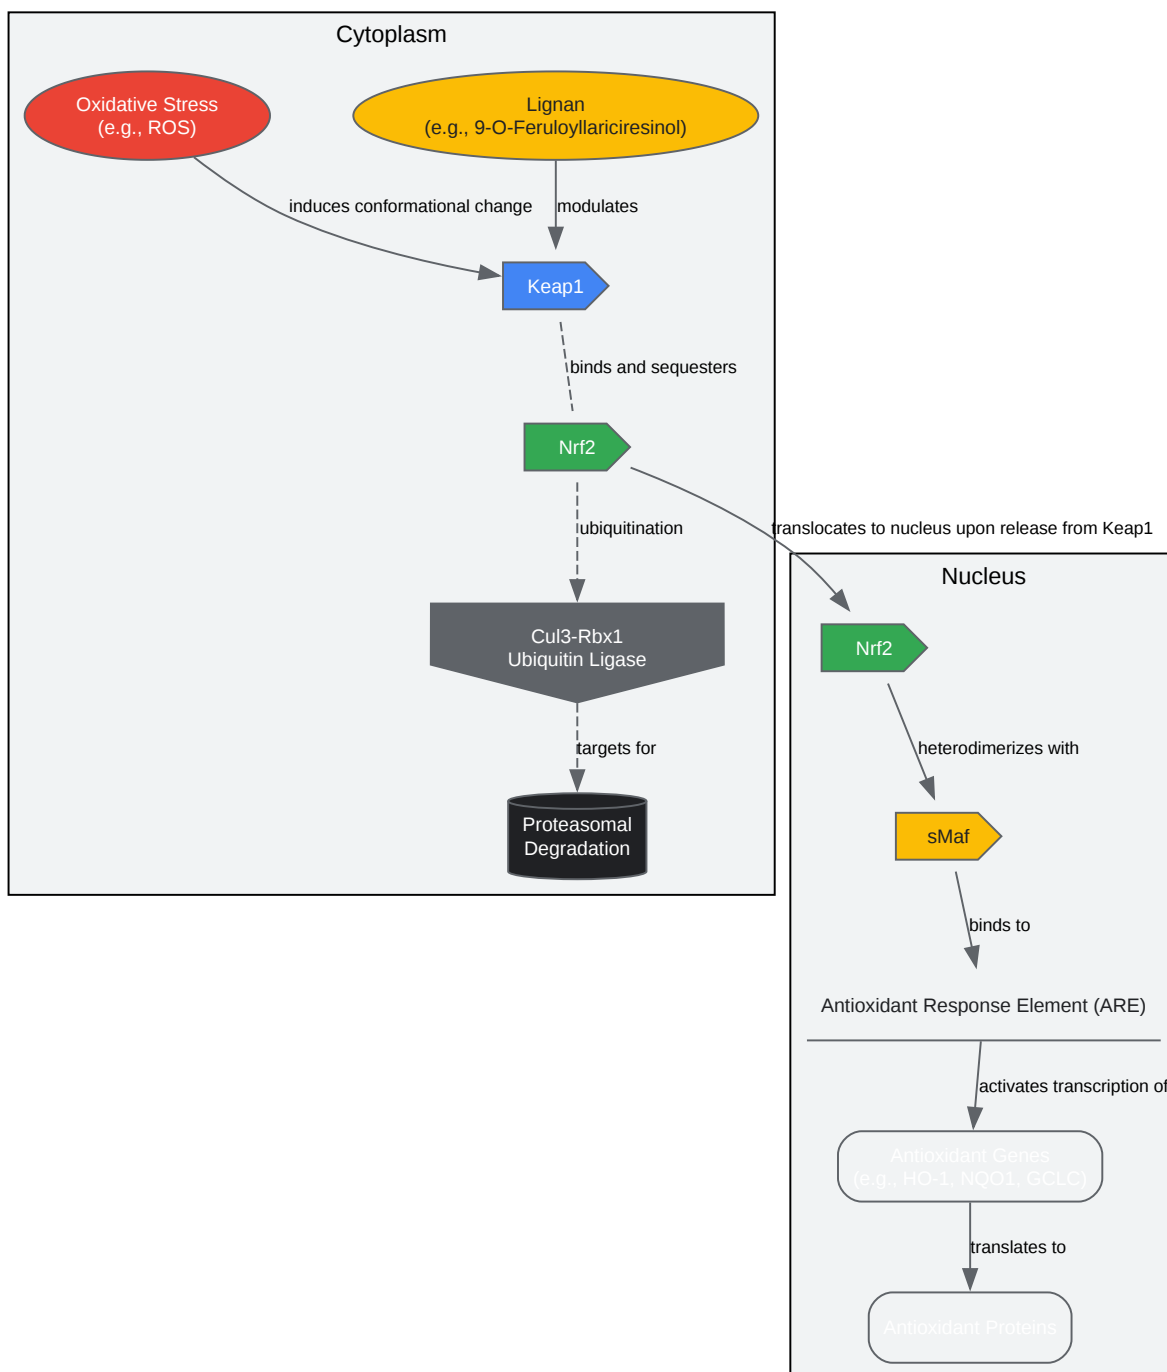 Cytoplasm
Oxidative Stress
(e.g., ROS)
Lignan
(e.g., 9-O-Feruloyllariciresinol)
induces conformational change
modulates
Keap1
binds and sequesters
Nrf2
ubiquitination
translocates to nucleus upon release from Keap1
Nucleus
Cul3-Rbx1
Ubiquitin Ligase
Nrf2
targets for
heterodimerizes with
Proteasomal
Degradation
sMaf
binds to
Antioxidant Response Element (ARE)
activates transcription of
Antioxidant Genes
(e.g., HO-1, NQO1, GCLC)
translates to
Antioxidant Proteins